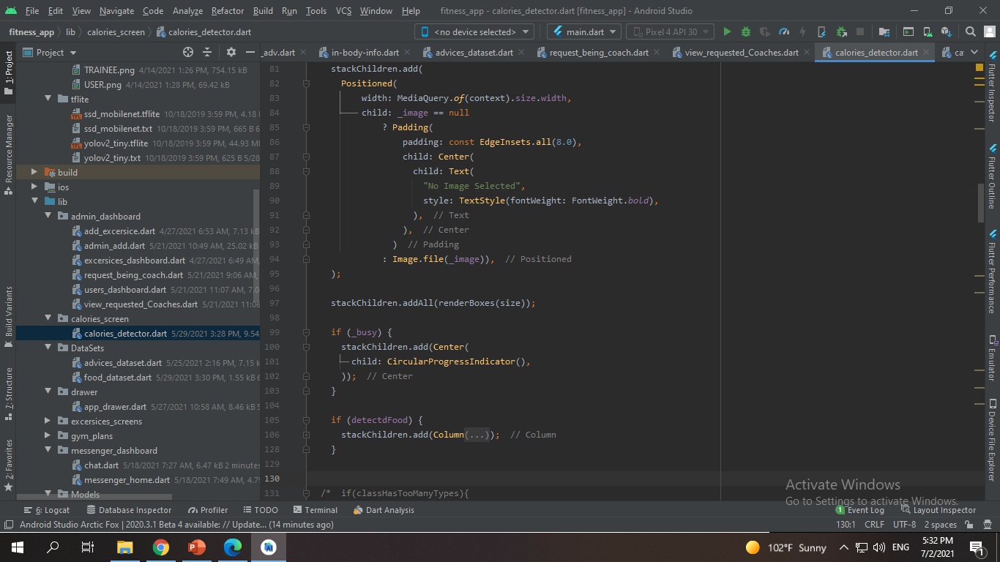 File Edit View Navigate Code Analyze Refactor Build Run Tools VCS Window Help fitness_app - calories_detector.dart [fitness_app] - Android Studio
fitness_app lib calories_screen calories_detector.dart <no device selected> main.dart Pixel 4 API 30
Project _adv.dart in-body-info.dart advices_dataset.dart request_being_coach.dart view_requested_Coaches.dart calories_detector.dart ca
1: Project
Resource Manager
Build Variants
7: Structure
2: Favorites
TRAINEE.png 4/14/2021 1:26 PM, 754.15 kB
USER.png 4/14/2021 1:28 PM, 69.42 kB
tflite
ssd_mobilenet.tflite 10/18/2019 3:59 PM, 4.18
ssd_mobilenet.txt 10/18/2019 3:59 PM, 665 B 6
yolov2_tiny.tflite 10/18/2019 3:59 PM, 44.93 M
yolov2_tiny.txt 10/18/2019 3:59 PM, 625 B 5/28
build
ios
lib
admin_dashboard
add_excersice.dart 4/27/2021 6:53 AM, 7.13 kB
admin_add.dart 5/21/2021 10:49 AM, 25.02 kB
excersices_dashboard.dart 4/27/2021 6:49 AM,
request_being_coach.dart 5/21/2021 9:06 AM,
users_dashboard.dart 5/21/2021 11:07 AM, 7.0
view_requested_Coaches.dart 5/21/2021 11:06
calories_screen
calories_detector.dart 5/29/2021 3:28 PM, 9.54
DataSets
advices_dataset.dart 5/25/2021 2:16 PM, 7.15 k
food_dataset.dart 5/29/2021 3:30 PM, 1.55 kB 6
drawer
app_drawer.dart 5/27/2021 10:58 AM, 8.46 kB 5
excersices_screens
gym_plans
messenger_dashboard
chat.dart 5/18/2021 7:27 AM, 6.47 kB 2 minutes
messenger_home.dart 5/18/2021 7:49 AM, 4.79
Models
81 stackChildren.add(
82 Positioned(
83 width: MediaQuery.of(context).size.width,
84 child: _image == null
85 ? Padding(
86 padding: const EdgeInsets.all(8.0),
87 child: Center(
88 child: Text(
89 "No Image Selected",
90 style: TextStyle(fontWeight: FontWeight.bold),
91 ), // Text
92 ), // Center
93 ) // Padding
94 : Image.file(_image)), // Positioned
95 );
96
97 stackChildren.addAll(renderBoxes(size));
98
99 if (_busy) {
100 stackChildren.add(Center(
101 child: CircularProgressIndicator(),
102 )); // Center
103 }
104
105 if (detectdFood) {
106 stackChildren.add(Column(...)); // Column
128 }
129
130
131 /* if(classHasTooManyTypes){
Flutter Inspector
Flutter Outline
Flutter Performance
Emulator
Device File Explorer
Activate Windows
Go to Settings to activate Windows.
6: Logcat Database Inspector Profiler TODO Terminal Dart Analysis 1 Event Log Layout Inspector
Android Studio Arctic Fox | 2020.3.1 Beta 4 available: // Update... (14 minutes ago) 130:1 CRLF UTF-8 2 spaces
102°F Sunny ENG 5:32 PM
7/2/2021 1